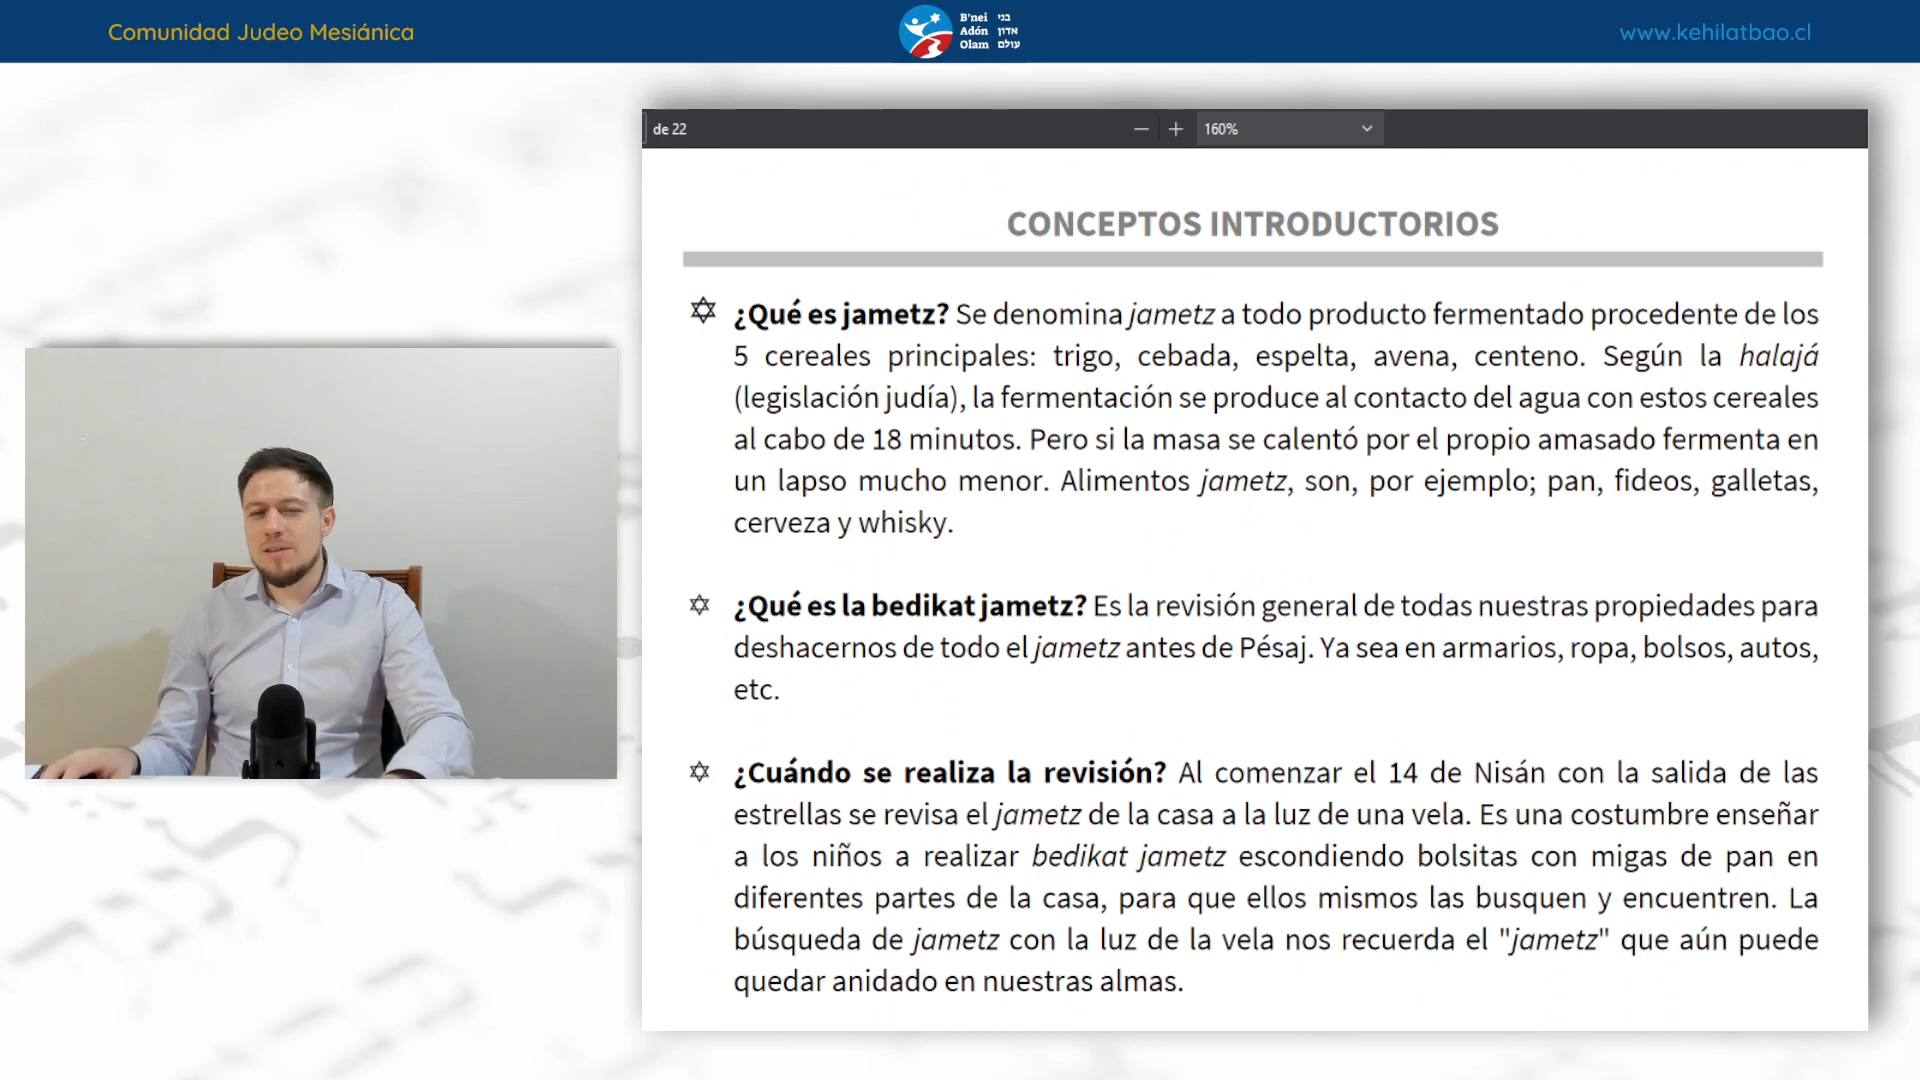 Comunidad Judeo Mesiánica
B'nei בני
Adón אדון
Olam עולם
www.kehilatbao.cl
de 22
160%
CONCEPTOS INTRODUCTORIOS
¿Qué es jametz? Se denomina jametz a todo producto fermentado procedente de los
5 cereales principales: trigo, cebada, espelta, avena, centeno. Según la halajá
(legislación judía), la fermentación se produce al contacto del agua con estos cereales
al cabo de 18 minutos. Pero si la masa se calentó por el propio amasado fermenta en
un lapso mucho menor. Alimentos jametz, son, por ejemplo; pan, fideos, galletas,
cerveza y whisky.
¿Qué es la bedikat jametz? Es la revisión general de todas nuestras propiedades para
deshacernos de todo el jametz antes de Pésaj. Ya sea en armarios, ropa, bolsos, autos,
etc.
¿Cuándo se realiza la revisión? Al comenzar el 14 de Nisán con la salida de las
estrellas se revisa el jametz de la casa a la luz de una vela. Es una costumbre enseñar
a los niños a realizar bedikat jametz escondiendo bolsitas con migas de pan en
diferentes partes de la casa, para que ellos mismos las busquen y encuentren. La
búsqueda de jametz con la luz de la vela nos recuerda el "jametz" que aún puede
quedar anidado en nuestras almas.